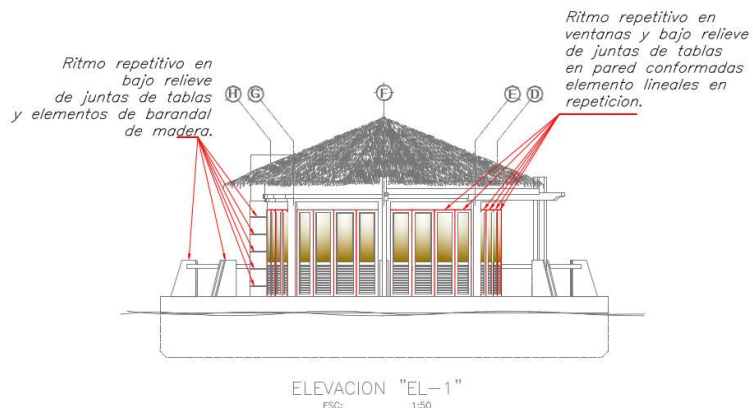 Ritmo repetitivo en
bajo relieve
de juntas de tablas
y elementos de barandal
de madera.
Ritmo repetitivo en
ventanas y bajo relieve
de juntas de tablas
en pared conformadas
elemento lineales en
repeticion.
H G F E D
ELEVACION "EL-1"
ESC: 1:50